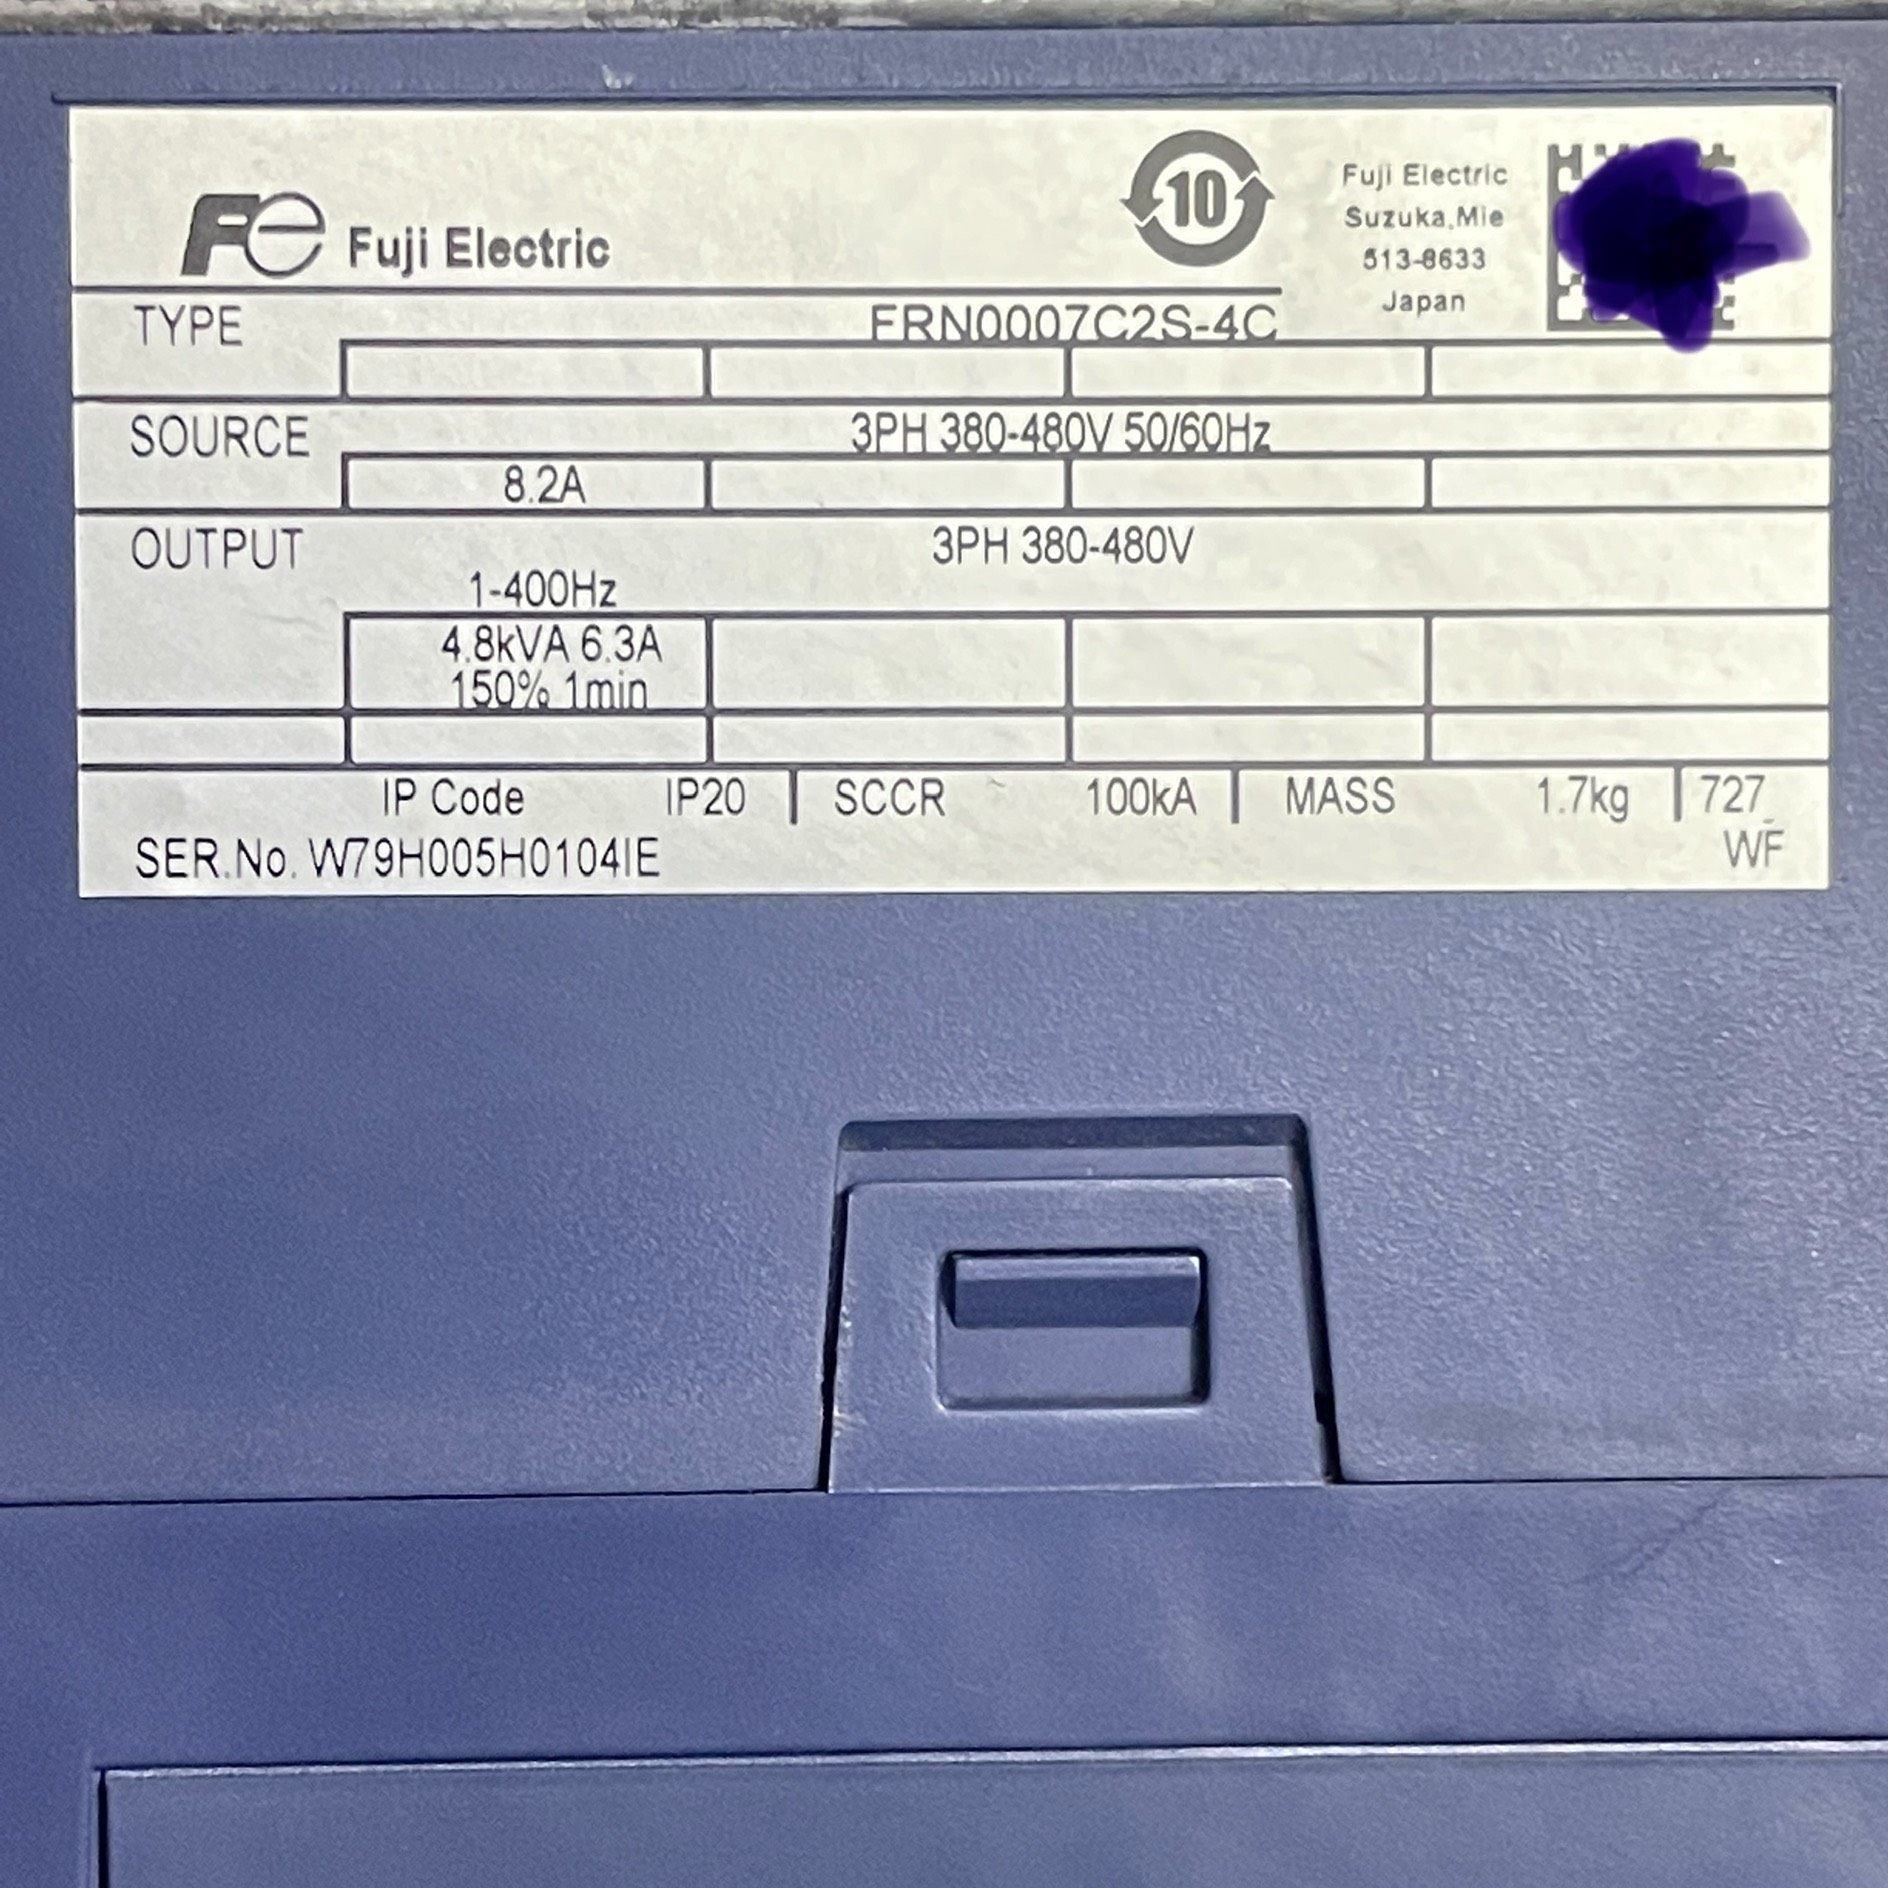 Fe Fuji Electric
10
Fuji Electric
Suzuka,Mie
513-8633
Japan
TYPE FRN0007C2S-4C
SOURCE 3PH 380-480V 50/60Hz
8.2A
OUTPUT 3PH 380-480V
1-400Hz
4.8kVA 6.3A
150% 1min
IP Code IP20 SCCR 100kA MASS 1.7kg 727
WF
SER.No. W79H005H0104IE